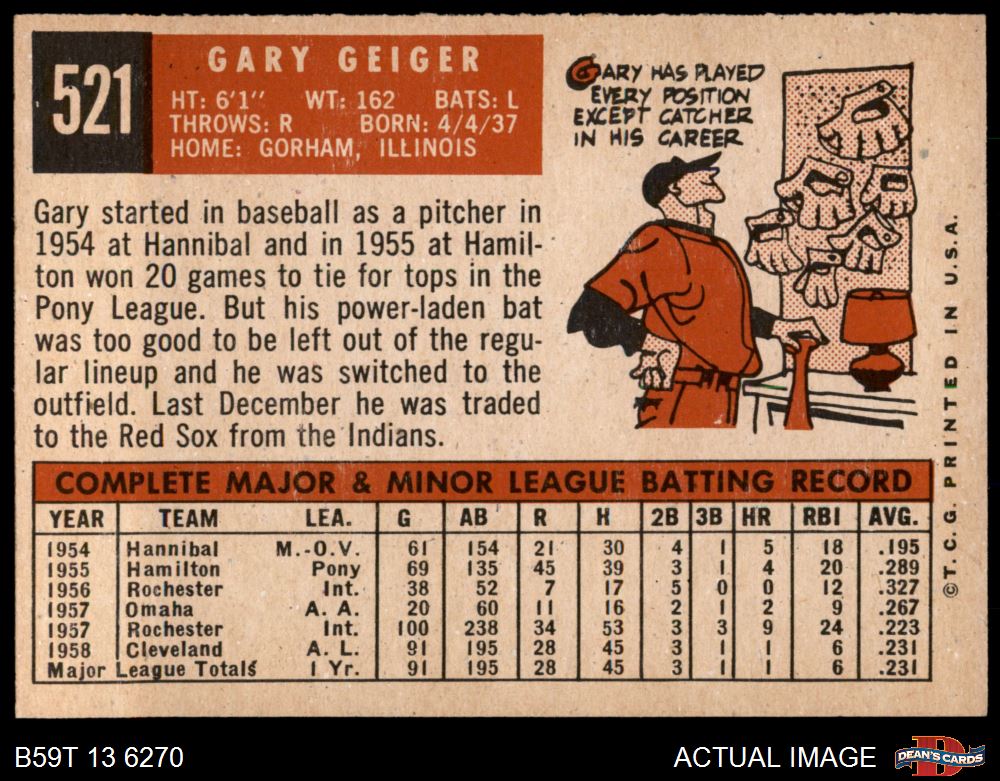 521
GARY GEIGER
HT: 6'1" WT: 162 BATS: L
THROWS: R BORN: 4/4/37
HOME: GORHAM, ILLINOIS
GARY HAS PLAYED
EVERY POSITION
EXCEPT CATCHER
IN HIS CAREER
Gary started in baseball as a pitcher in
1954 at Hannibal and in 1955 at Hamil-
ton won 20 games to tie for tops in the
Pony League. But his power-laden bat
was too good to be left out of the regu-
lar lineup and he was switched to the
outfield. Last December he was traded
to the Red Sox from the Indians.
COMPLETE MAJOR & MINOR LEAGUE BATTING RECORD
YEAR TEAM LEA. G AB R H 2B 3B HR RBI AVG.
1954 Hannibal M.-O.V. 61 154 21 30 4 1 5 18 .195
1955 Hamilton Pony 69 135 45 39 3 1 4 20 .289
1956 Rochester Int. 38 52 7 17 5 0 0 12 .327
1957 Omaha A. A. 20 60 11 16 2 1 2 9 .267
1957 Rochester Int. 100 238 34 53 3 3 9 24 .223
1958 Cleveland A. L. 91 195 28 45 3 1 1 6 .231
Major League Totals 1 Yr. 91 195 28 45 3 1 1 6 .231
©T. C. G. PRINTED IN U.S.A.
B59T 13 6270
ACTUAL IMAGE
DEAN'S CARDS